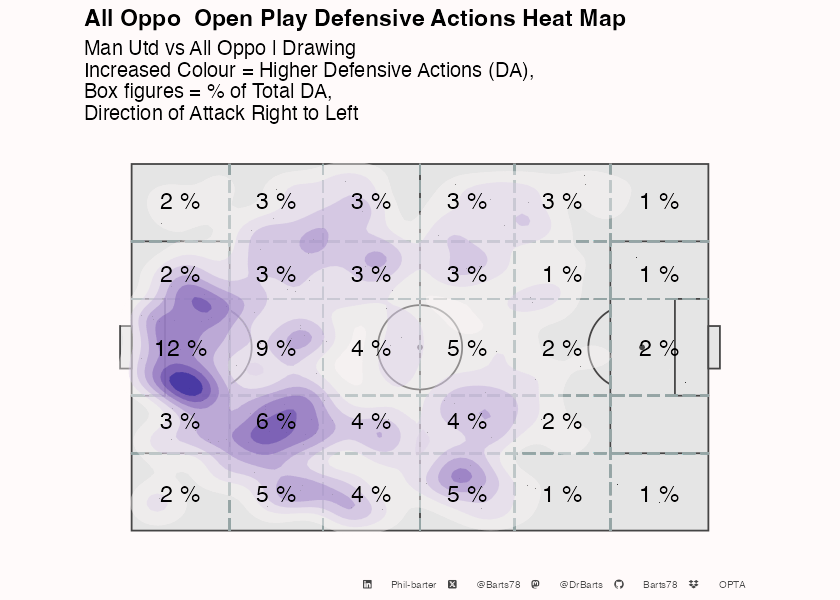 All Oppo  Open Play Defensive Actions Heat Map
Man Utd vs All Oppo | Drawing
Increased Colour = Higher Defensive Actions (DA),
Box figures = % of Total DA,
Direction of Attack Right to Left
2 % 3 % 3 % 3 % 3 % 1 %
2 % 3 % 3 % 3 % 1 % 1 %
12 % 9 % 4 % 5 % 2 % 2 %
3 % 6 % 4 % 4 % 2 %
2 % 5 % 4 % 5 % 1 % 1 %
Phil-barter @Barts78 @DrBarts Barts78 OPTA